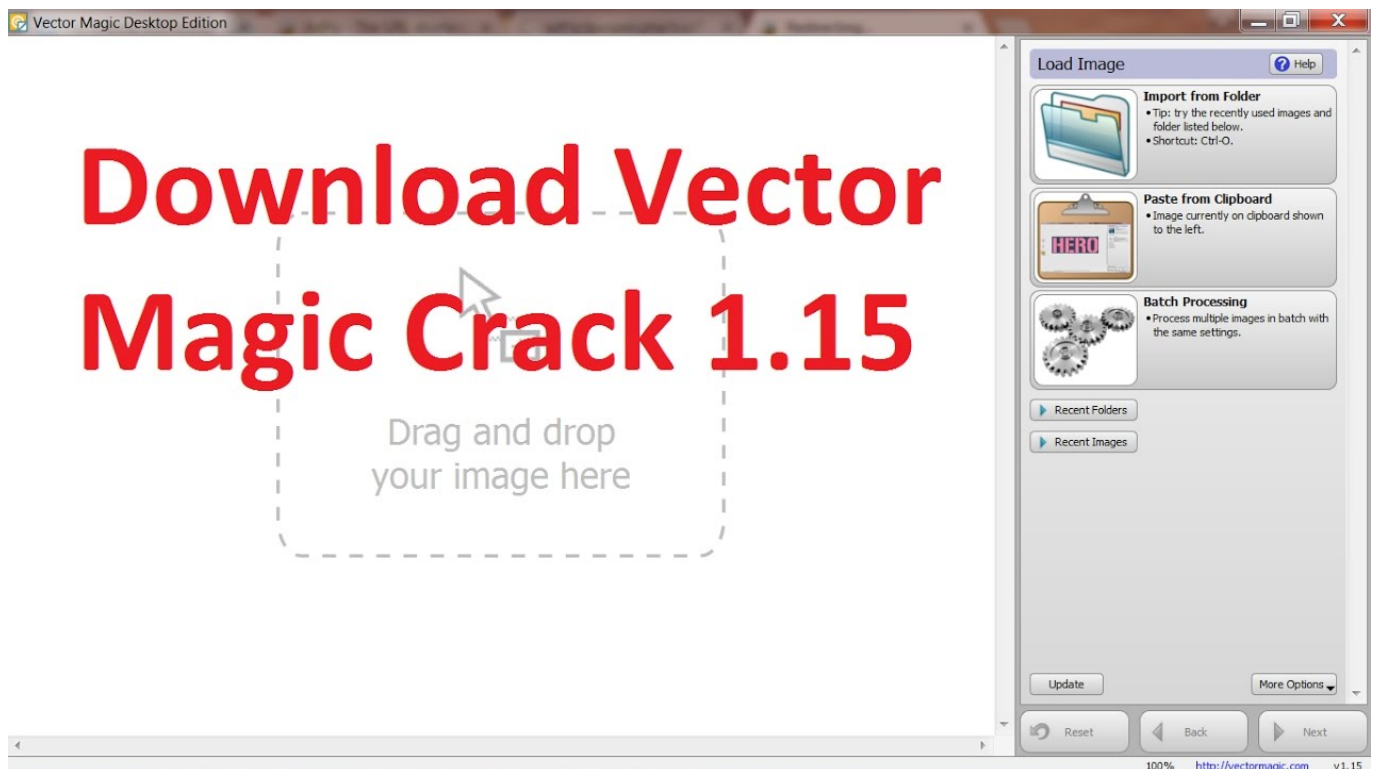 Vector Magic Desktop Edition
Download Vector
Magic Crack 1.15
Drag and drop
your image here
Load Image
Help
Import from Folder
• Tip: try the recently used images and
folder listed below.
• Shortcut: Ctrl-O.
Paste from Clipboard
• Image currently on clipboard shown
to the left.
HERO
Batch Processing
• Process multiple images in batch with
the same settings.
Recent Folders
Recent Images
Update
More Options
Reset
Back
Next
100% http://vectormagic.com v1.15